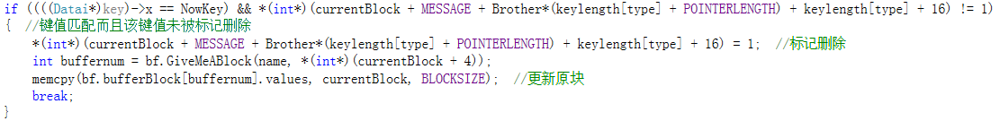 if ((((Datai*)key)->x == NowKey) && *(int*)(currentBlock + MESSAGE + Brother*(keylength[type] + POINTERLENGTH) + keylength[type] + 16) != 1)
{  //键值匹配而且该键值未被标记删除
    *(int*)(currentBlock + MESSAGE + Brother*(keylength[type] + POINTERLENGTH) + keylength[type] + 16) = 1;  //标记删除
    int buffernum = bf.GiveMeABlock(name, *(int*)(currentBlock + 4));
    memcpy(bf.bufferBlock[buffernum].values, currentBlock, BLOCKSIZE);  //更新原块
    break;
}